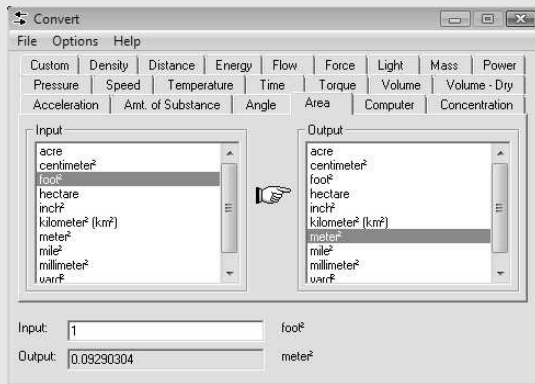 Convert
File Options Help
Custom Density Distance Energy Flow Force Light Mass Power
Pressure Speed Temperature Time Torque Volume Volume - Dry
Acceleration Amt. of Substance Angle Area Computer Concentration
Input
acre
centimeter²
foot²
hectare
inch²
kilometer² (km²)
meter²
mile²
millimeter²
yard²
Output
acre
centimeter²
foot²
hectare
inch²
kilometer² (km²)
meter²
mile²
millimeter²
yard²
Input: 1 foot²
Output: 0.09290304 meter²